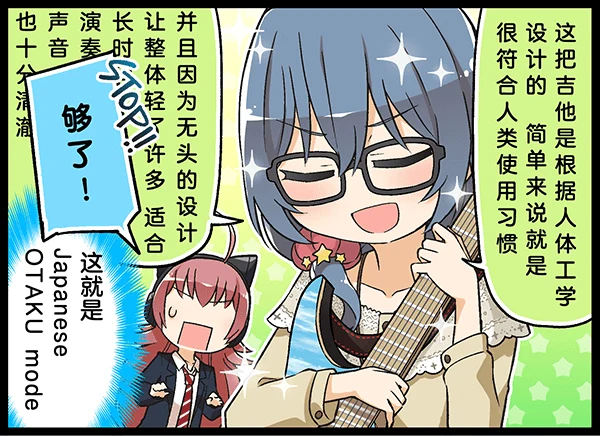 这把吉他是根据人体工学
设计的 简单来说就是
很符合人类使用习惯
并且因为无头的设计
让整体轻了许多 适合
长时
演奏
声音
也十分清澈
STOP!!
够了！
这就是
Japanese
OTAKU mode